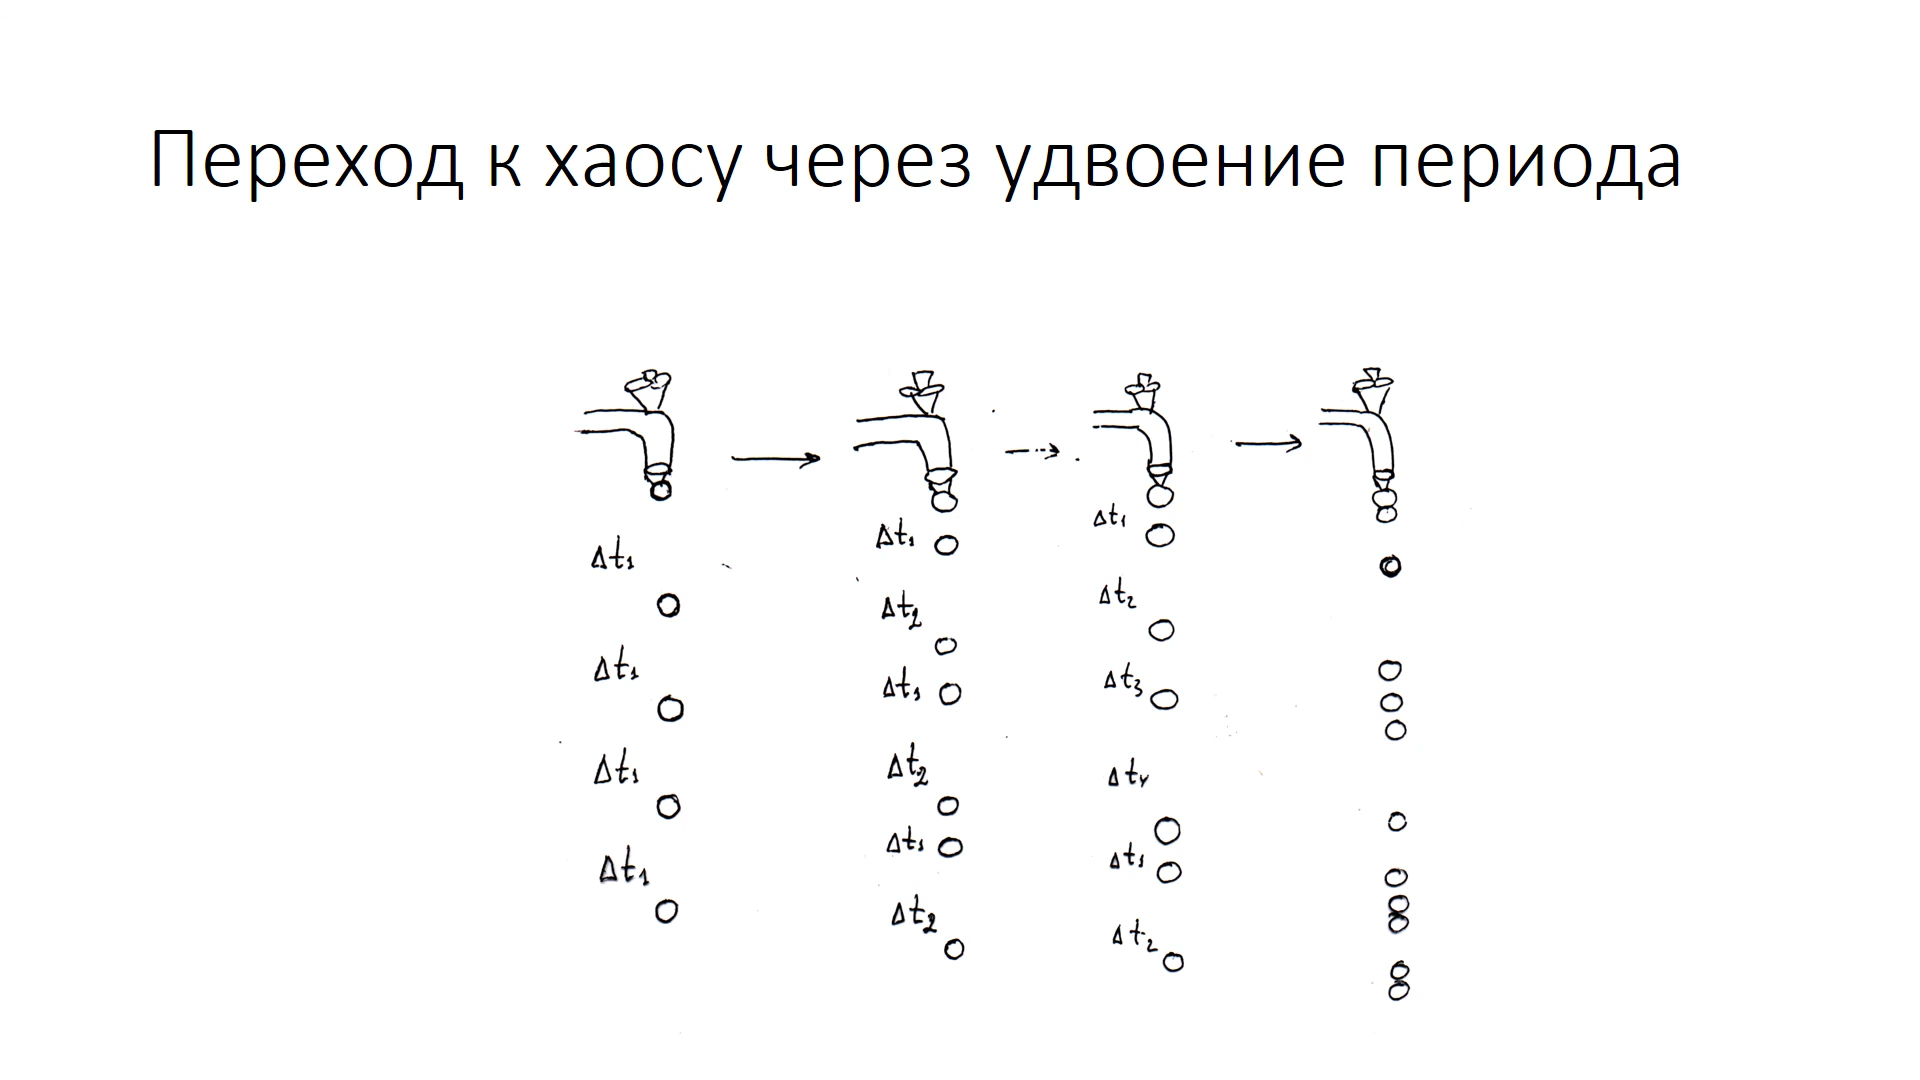 Переход к хаосу через удвоение периода
Δt₁
Δt₁
Δt₁
Δt₁
Δt₁
Δt₂
Δt₁
Δt₂
Δt₁
Δt₂
Δt₁
Δt₂
Δt₃
Δt₄
Δt₁
Δt₂